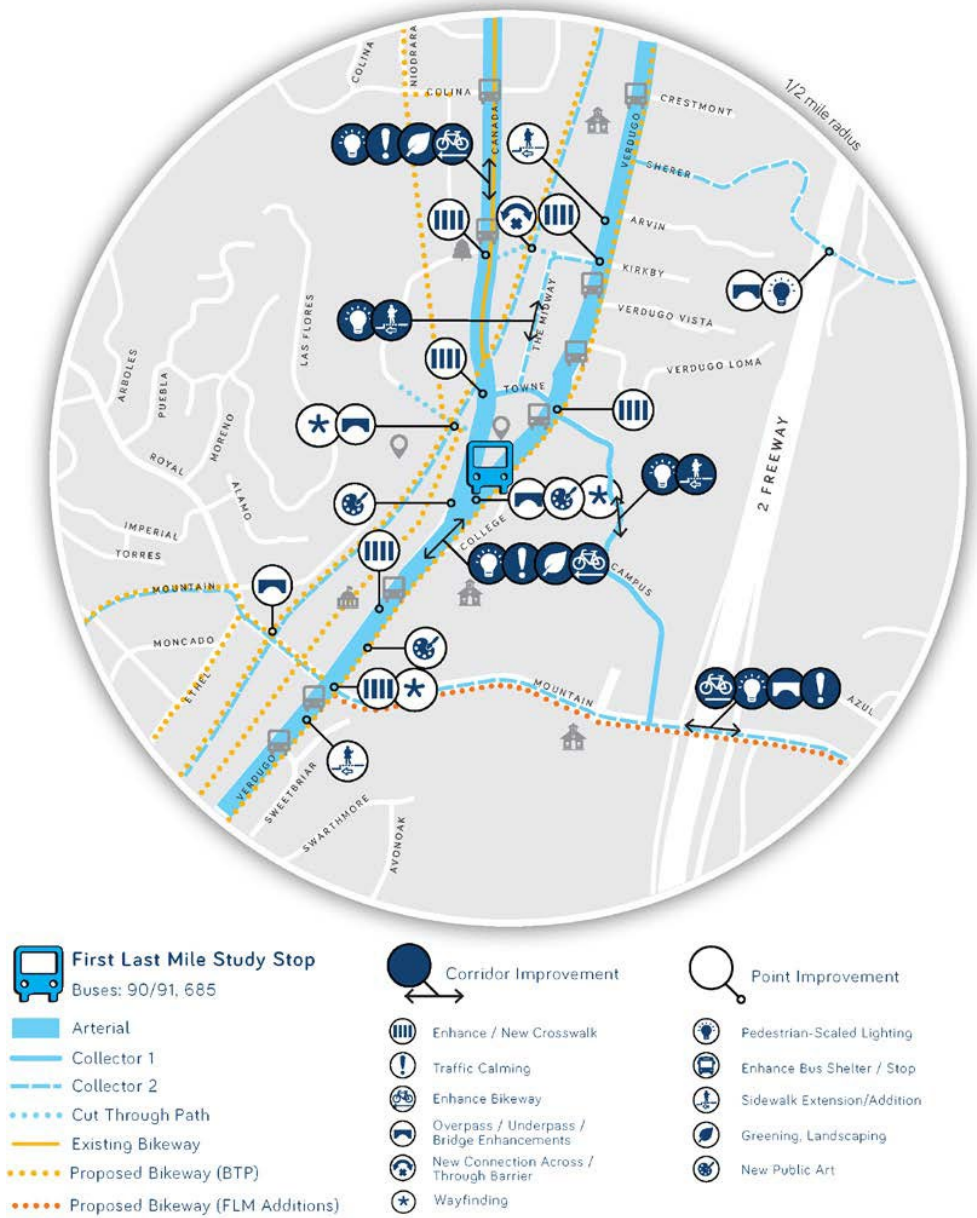 COLINA
NIODRARA
COLINA
CANADA
VERDUGO
CRESTMONT
1/2 mile radius
SHERER
ARVIN
KIRKBY
THE MIDWAY
VERDUGO VISTA
LAS FLORES
VERDUGO LOMA
TOWNE
ARBOLES
PUEBLA
MORENO
ROYAL
ALAMO
2 FREEWAY
IMPERIAL
TORRES
COLLEGE
CAMPUS
MOUNTAIN
MONCADO
ETHEL
MOUNTAIN
AZUL
VERDUGO
SWEETBRIAR
SWARTHMORE
AVONOAK
First Last Mile Study Stop
Buses: 90/91, 685
Arterial
Collector 1
Collector 2
Cut Through Path
Existing Bikeway
Proposed Bikeway (BTP)
Proposed Bikeway (FLM Additions)
Corridor Improvement
Enhance / New Crosswalk
Traffic Calming
Enhance Bikeway
Overpass / Underpass /
Bridge Enhancements
New Connection Across /
Through Barrier
Wayfinding
Point Improvement
Pedestrian-Scaled Lighting
Enhance Bus Shelter / Stop
Sidewalk Extension/Addition
Greening, Landscaping
New Public Art